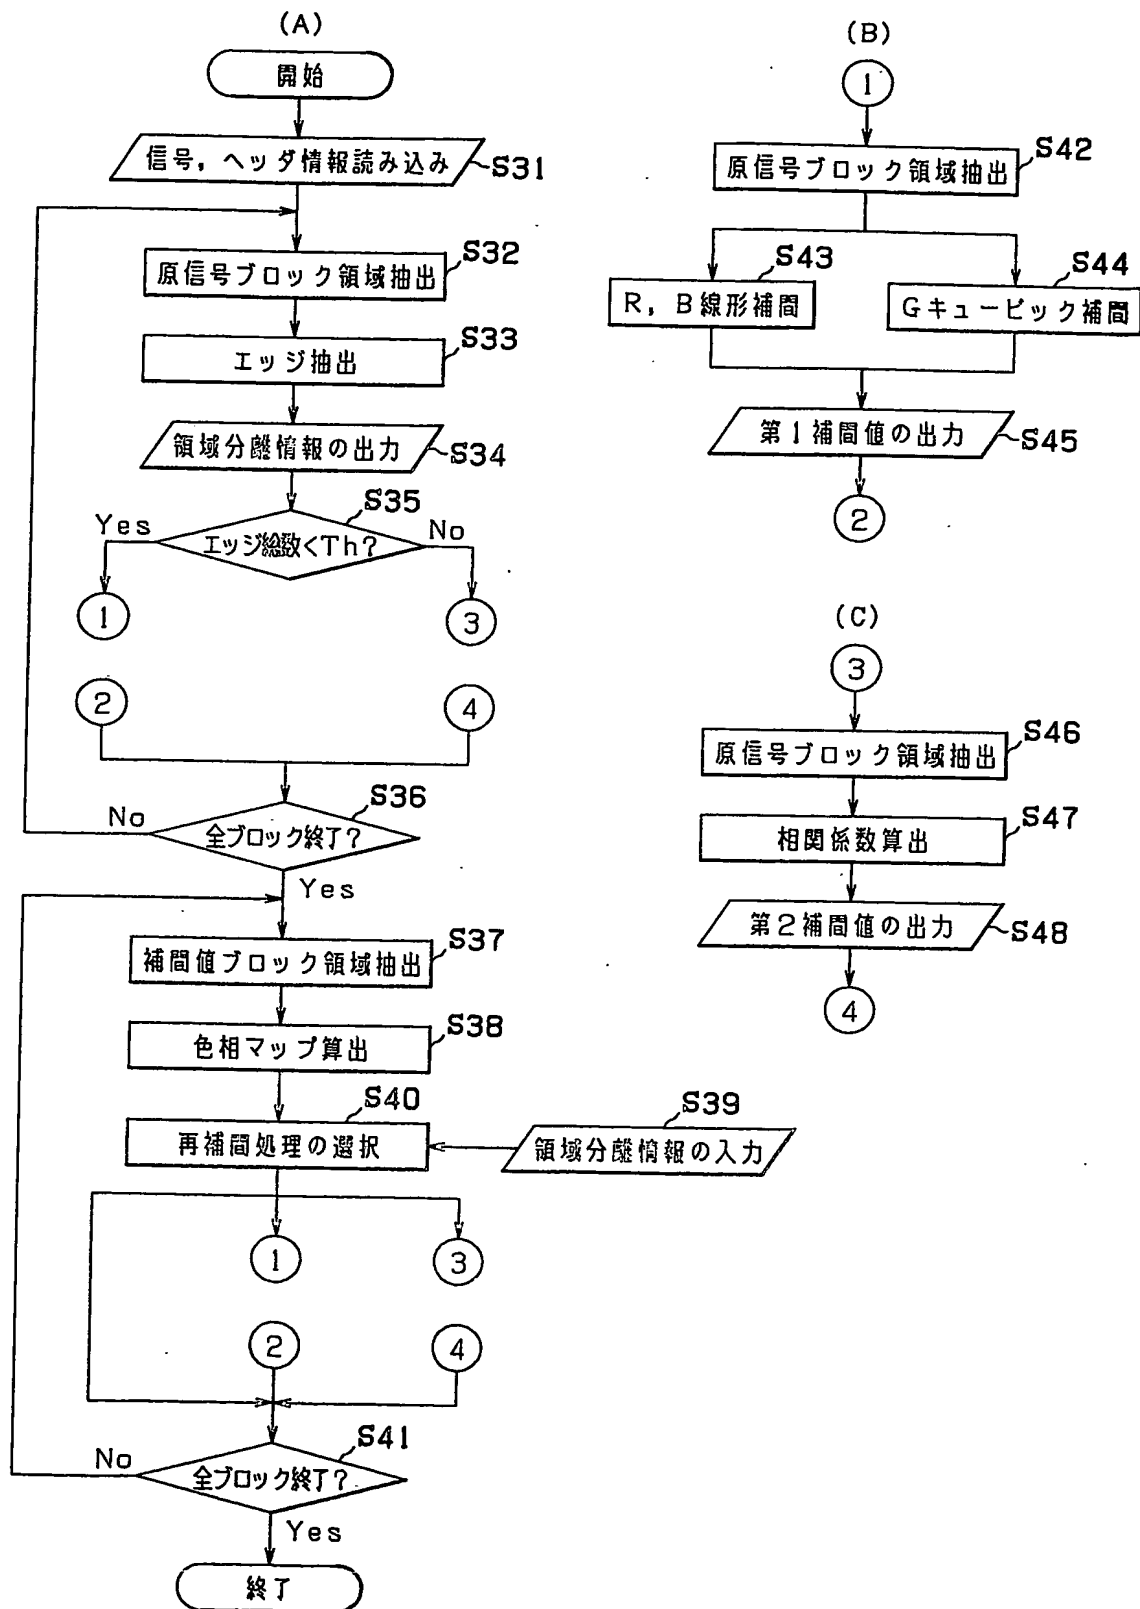 (A)
開始
信号，ヘッダ情報読み込み
S31
原信号ブロック領域抽出
S32
エッジ抽出
S33
領域分離情報の出力
S34
エッジ総数<Th?
S35
Yes
No
1
3
2
4
全ブロック終了?
S36
No
Yes
補間値ブロック領域抽出
S37
色相マップ算出
S38
再補間処理の選択
S40
領域分離情報の入力
S39
1
3
2
4
全ブロック終了?
S41
No
Yes
終了
(B)
1
原信号ブロック領域抽出
S42
R，B線形補間
S43
Gキュービック補間
S44
第1補間値の出力
S45
2
(C)
3
原信号ブロック領域抽出
S46
相関係数算出
S47
第2補間値の出力
S48
4